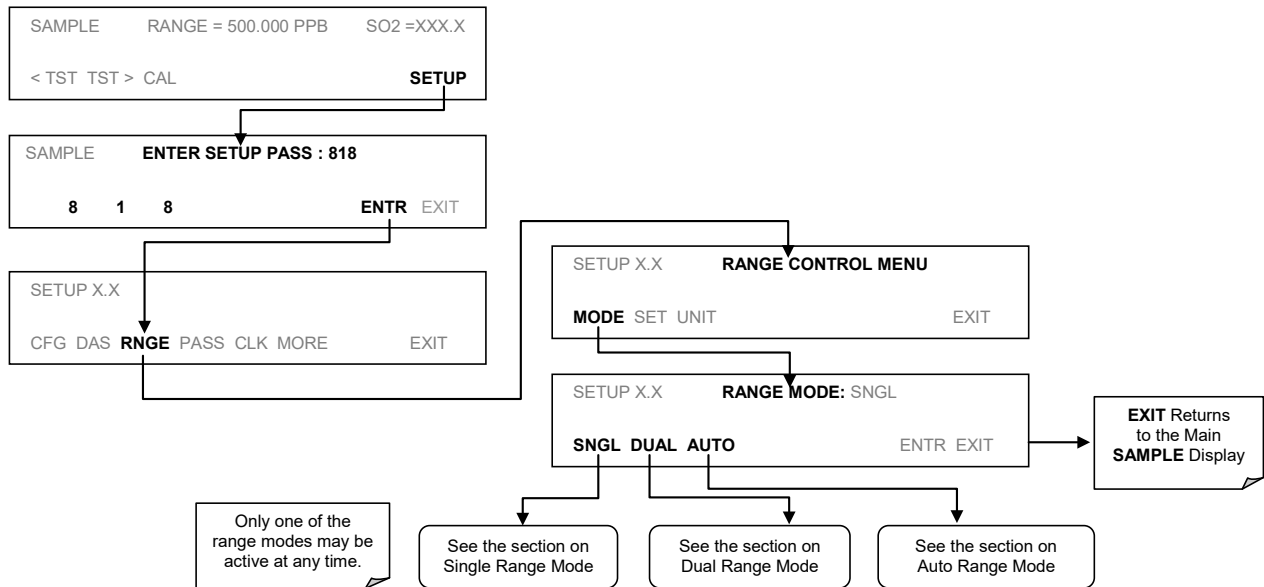 SAMPLE RANGE = 500.000 PPB SO2 =XXX.X
< TST TST > CAL SETUP
SAMPLE ENTER SETUP PASS : 818
8 1 8 ENTR EXIT
SETUP X.X
CFG DAS RNGE PASS CLK MORE EXIT
SETUP X.X RANGE CONTROL MENU
MODE SET UNIT EXIT
SETUP X.X RANGE MODE: SNGL
SNGL DUAL AUTO ENTR EXIT
EXIT Returns
to the Main
SAMPLE Display
Only one of the
range modes may be
active at any time.
See the section on
Single Range Mode
See the section on
Dual Range Mode
See the section on
Auto Range Mode